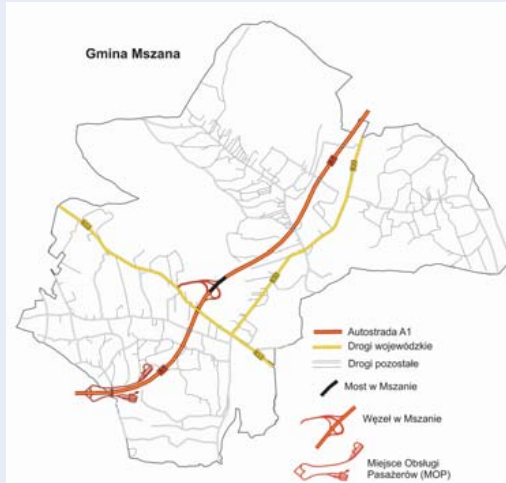 Gmina Mszana
Autostrada A1
Drogi wojewódzkie
Drogi pozostałe
Most w Mszanie
Węzeł w Mszanie
Miejsce Obsługi
Pasażerów (MOP)